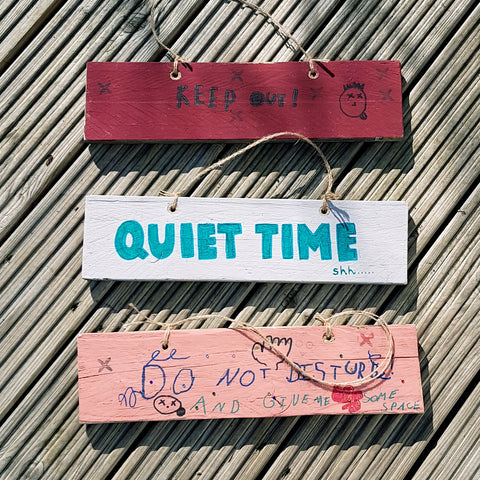 KEEP OUT!
QUIET TIME
shh.....
DO NOT DISTURB
AND GIVE ME SOME
SPACE